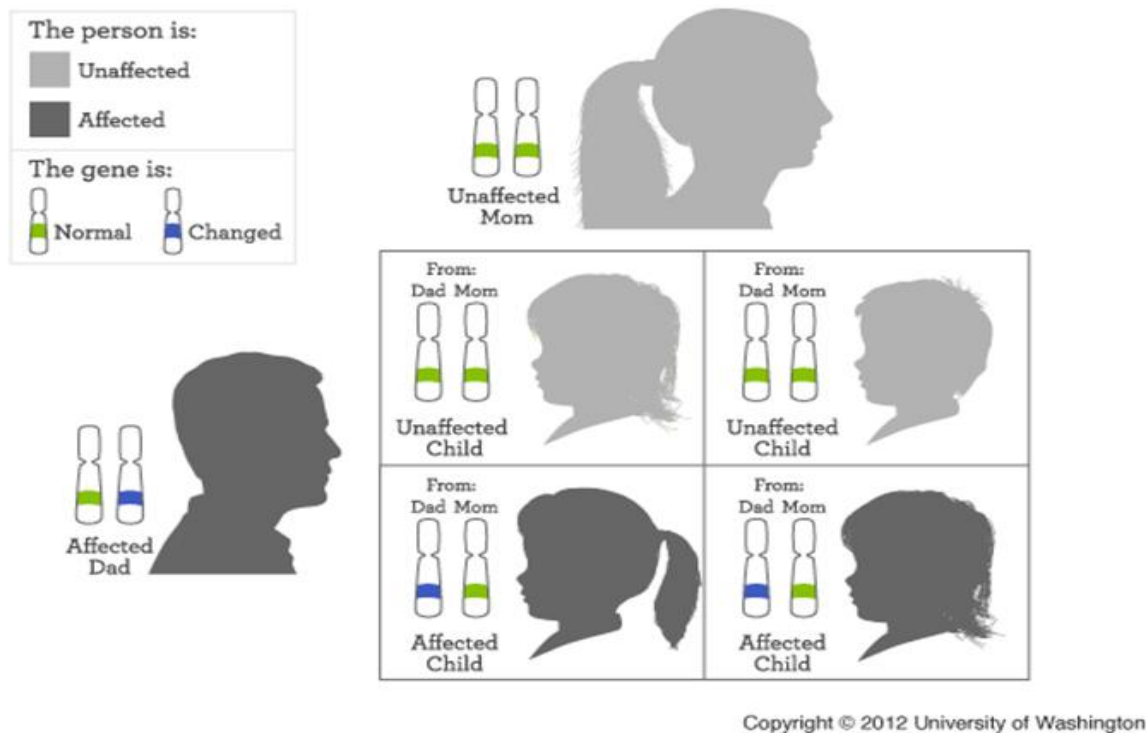 The person is:
Unaffected
Affected
The gene is:
Normal
Changed
Unaffected
Mom
Affected
Dad
From:
Dad Mom
Unaffected
Child
From:
Dad Mom
Unaffected
Child
From:
Dad Mom
Affected
Child
From:
Dad Mom
Affected
Child
Copyright © 2012 University of Washington